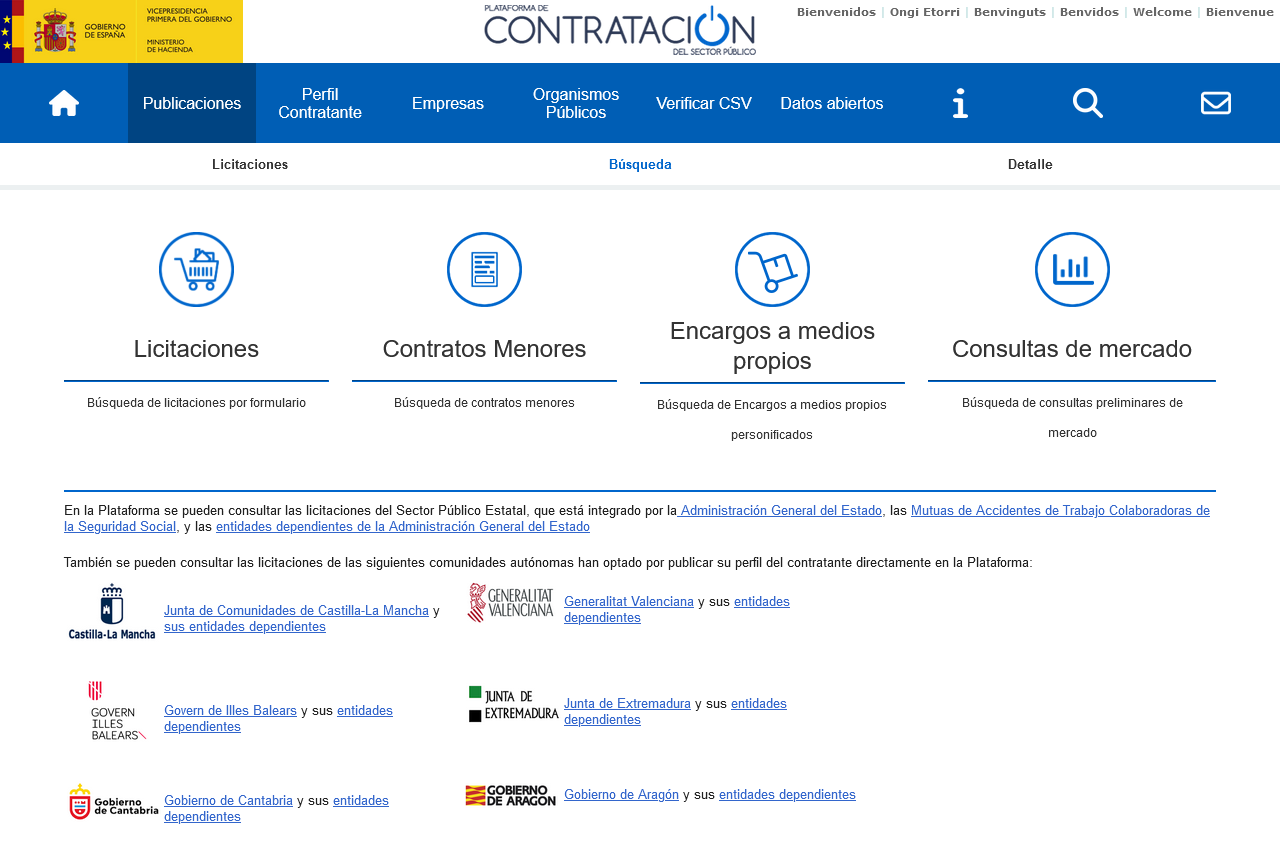 GOBIERNO
DE ESPAÑA
VICEPRESIDENCIA
PRIMERA DEL GOBIERNO
MINISTERIO
DE HACIENDA
PLATAFORMA DE
CONTRATACIÓN
DEL SECTOR PÚBLICO
Bienvenidos | Ongi Etorri | Benvinguts | Benvidos | Welcome | Bienvenue
Publicaciones
Perfil
Contratante
Empresas
Organismos
Públicos
Verificar CSV
Datos abiertos
Licitaciones
Búsqueda
Detalle
Licitaciones
Búsqueda de licitaciones por formulario
Contratos Menores
Búsqueda de contratos menores
Encargos a medios
propios
Búsqueda de Encargos a medios propios
personificados
Consultas de mercado
Búsqueda de consultas preliminares de
mercado
En la Plataforma se pueden consultar las licitaciones del Sector Público Estatal, que está integrado por la Administración General del Estado, las Mutuas de Accidentes de Trabajo Colaboradoras de
la Seguridad Social, y las entidades dependientes de la Administración General del Estado
También se pueden consultar las licitaciones de las siguientes comunidades autónomas han optado por publicar su perfil del contratante directamente en la Plataforma:
Castilla-La Mancha
Junta de Comunidades de Castilla-La Mancha y
sus entidades dependientes
GENERALITAT
VALENCIANA
Generalitat Valenciana y sus entidades
dependientes
GOVERN
ILLES
BALEARS
Govern de Illes Balears y sus entidades
dependientes
JUNTA DE
EXTREMADURA
Junta de Extremadura y sus entidades
dependientes
Gobierno
de Cantabria
Gobierno de Cantabria y sus entidades
dependientes
GOBIERNO
DE ARAGON
Gobierno de Aragón y sus entidades dependientes